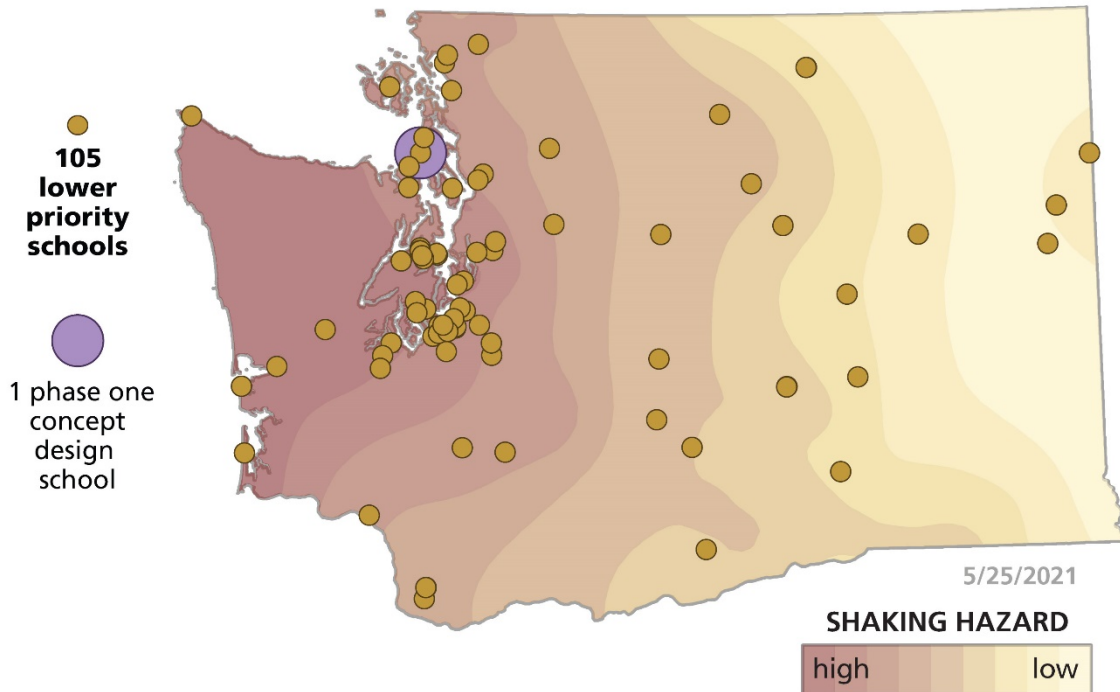 105
lower
priority
schools
1 phase one
concept
design
school
5/25/2021
SHAKING HAZARD
high
low